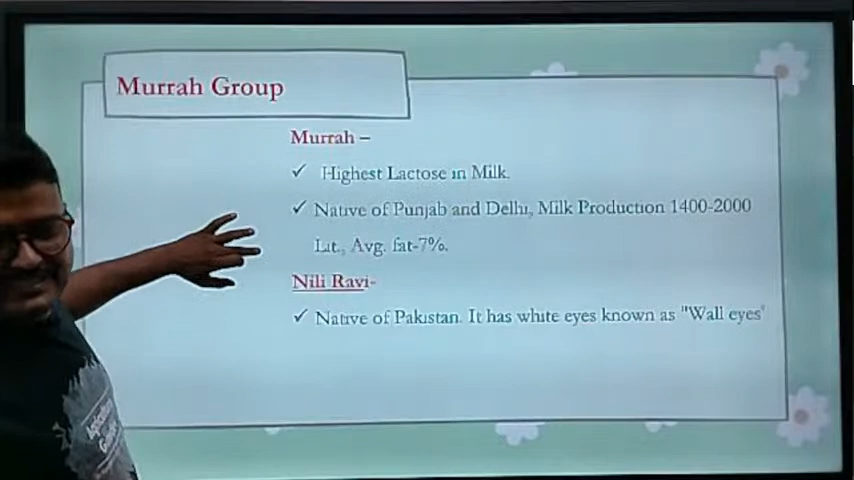 Murrah Group
Murrah –
✓ Highest Lactose in Milk.
✓ Native of Punjab and Delhi, Milk Production 1400-2000
Lit., Avg. fat-7%.
Nili Ravi-
✓ Native of Pakistan. It has white eyes known as "Wall eyes'